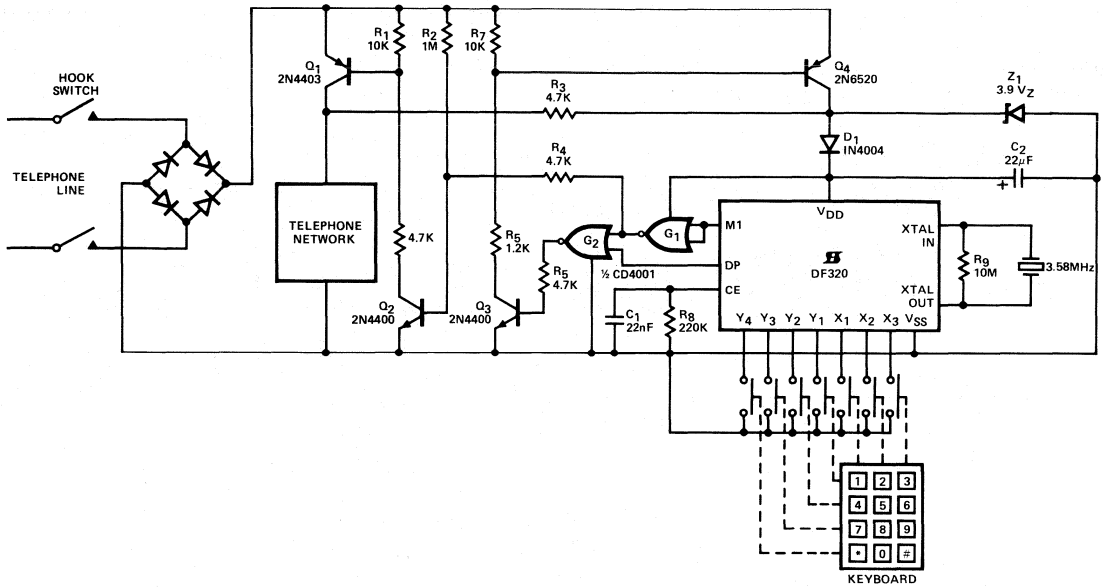 HOOK
SWITCH
TELEPHONE
LINE
Q1
2N4403
R1
10K
R2
1M
R7
10K
R3
4.7K
R4
4.7K
Q4
2N6520
Z1
3.9 VZ
D1
IN4004
C2
22μF
+
TELEPHONE
NETWORK
4.7K
R5
1.2K
G2
G1
½ CD4001
R5
4.7K
Q2
2N4400
Q3
2N4400
C1
22nF
R8
220K
VDD
M1
DP
CE
DF320
XTAL
IN
XTAL
OUT
R9
10M
3.58MHz
Y4 Y3 Y2 Y1 X1 X2 X3 VSS
1 2 3
4 5 6
7 8 9
* 0 #
KEYBOARD